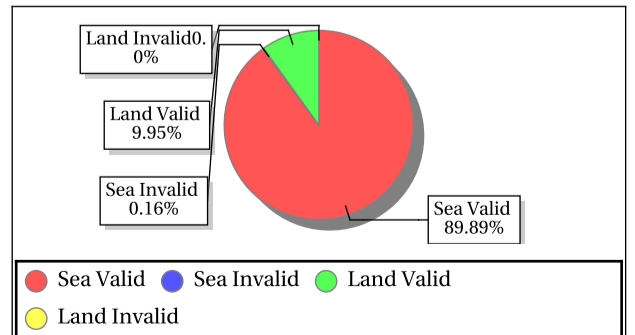 Land Invalid0.
0%
Land Valid
9.95%
Sea Invalid
0.16%
Sea Valid
89.89%
Sea Valid Sea Invalid Land Valid
Land Invalid